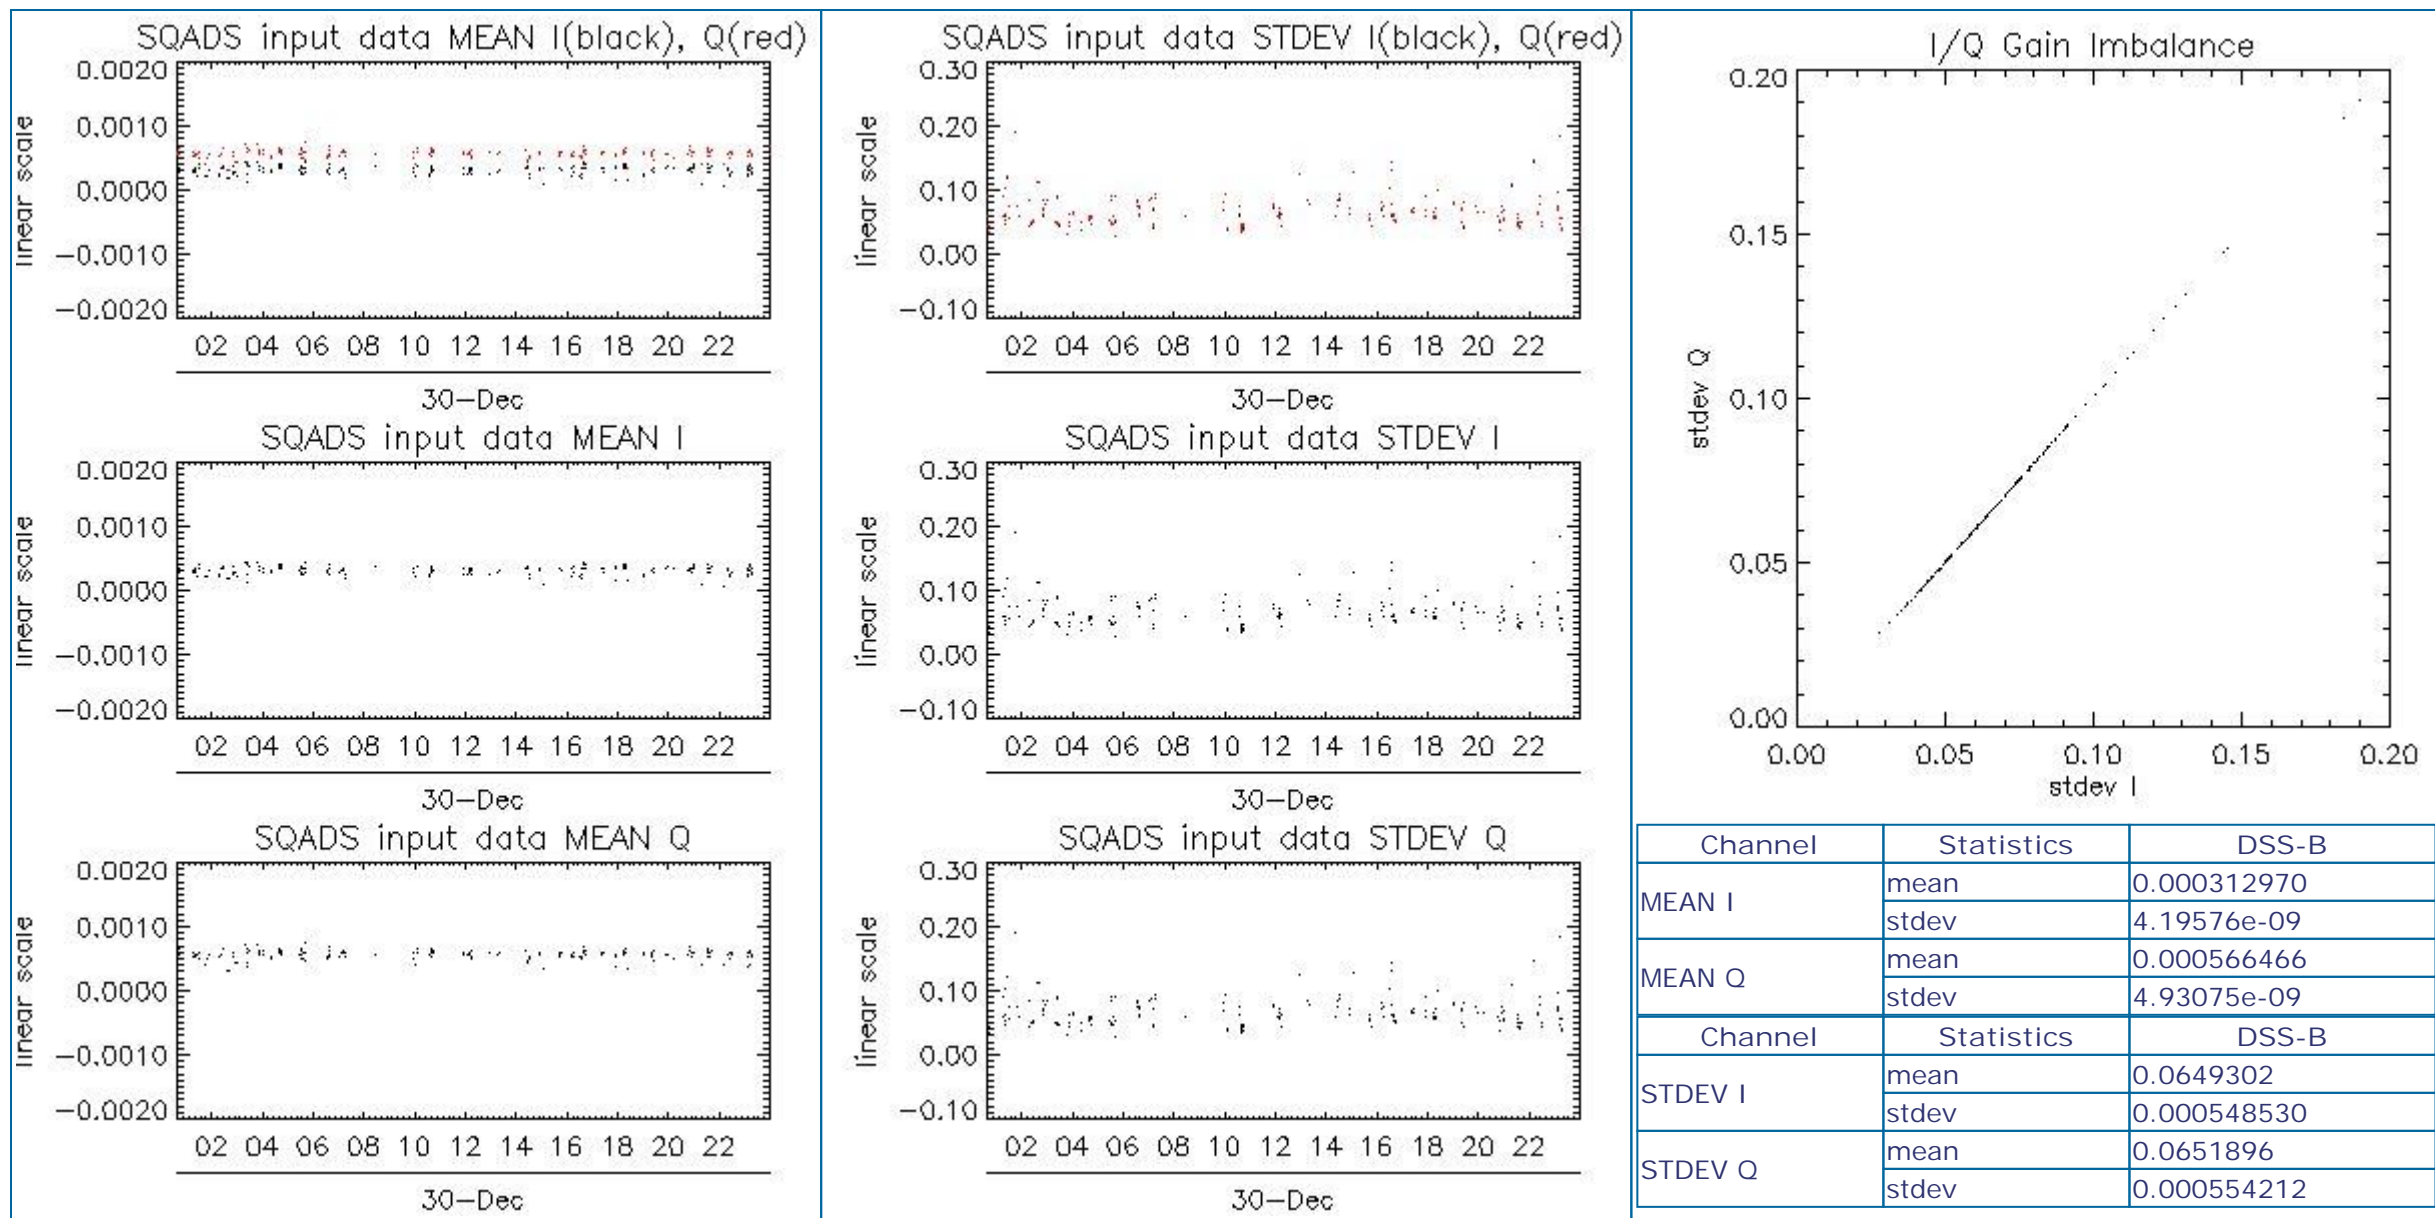 SQADS input data MEAN I(black), Q(red)
linear scale
0.0020
0.0010
0.0000
−0.0010
−0.0020
02 04 06 08 10 12 14 16 18 20 22
30−Dec
SQADS input data MEAN I
linear scale
0.0020
0.0010
0.0000
−0.0010
−0.0020
02 04 06 08 10 12 14 16 18 20 22
30−Dec
SQADS input data MEAN Q
linear scale
0.0020
0.0010
0.0000
−0.0010
−0.0020
02 04 06 08 10 12 14 16 18 20 22
30−Dec
SQADS input data STDEV I(black), Q(red)
linear scale
0.30
0.20
0.10
0.00
−0.10
02 04 06 08 10 12 14 16 18 20 22
30−Dec
SQADS input data STDEV I
linear scale
0.30
0.20
0.10
0.00
−0.10
02 04 06 08 10 12 14 16 18 20 22
30−Dec
SQADS input data STDEV Q
linear scale
0.30
0.20
0.10
0.00
−0.10
02 04 06 08 10 12 14 16 18 20 22
30−Dec
I/Q Gain Imbalance
stdev Q
0.20
0.15
0.10
0.05
0.00
0.00 0.05 0.10 0.15 0.20
stdev I
Channel Statistics DSS-B
MEAN I mean 0.000312970
stdev 4.19576e-09
MEAN Q mean 0.000566466
stdev 4.93075e-09
Channel Statistics DSS-B
STDEV I mean 0.0649302
stdev 0.000548530
STDEV Q mean 0.0651896
stdev 0.000554212